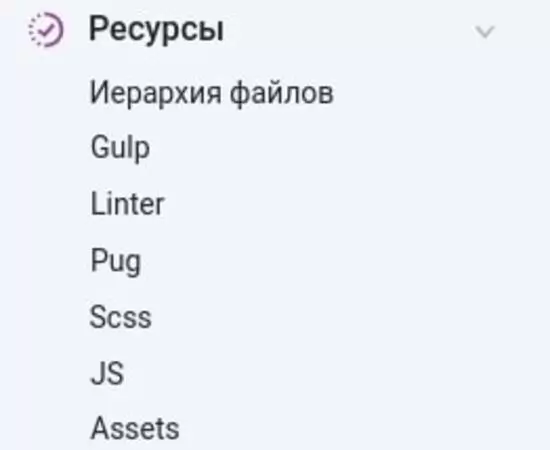 Ресурсы
Иерархия файлов
Gulp
Linter
Pug
Scss
JS
Assets